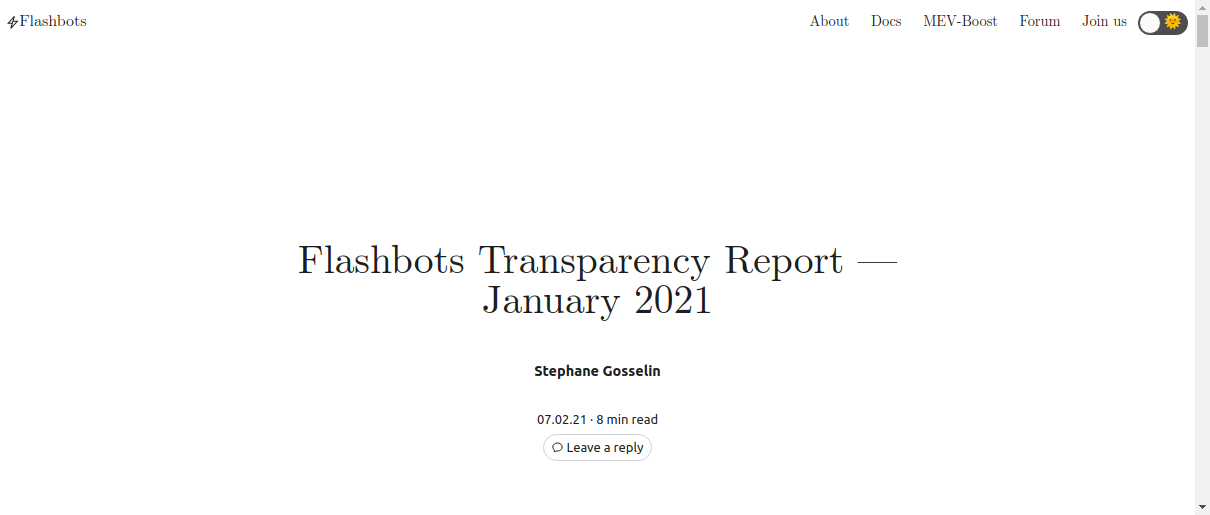 Flashbots
About Docs MEV-Boost Forum Join us
Flashbots Transparency Report —
January 2021
Stephane Gosselin
07.02.21 · 8 min read
Leave a reply